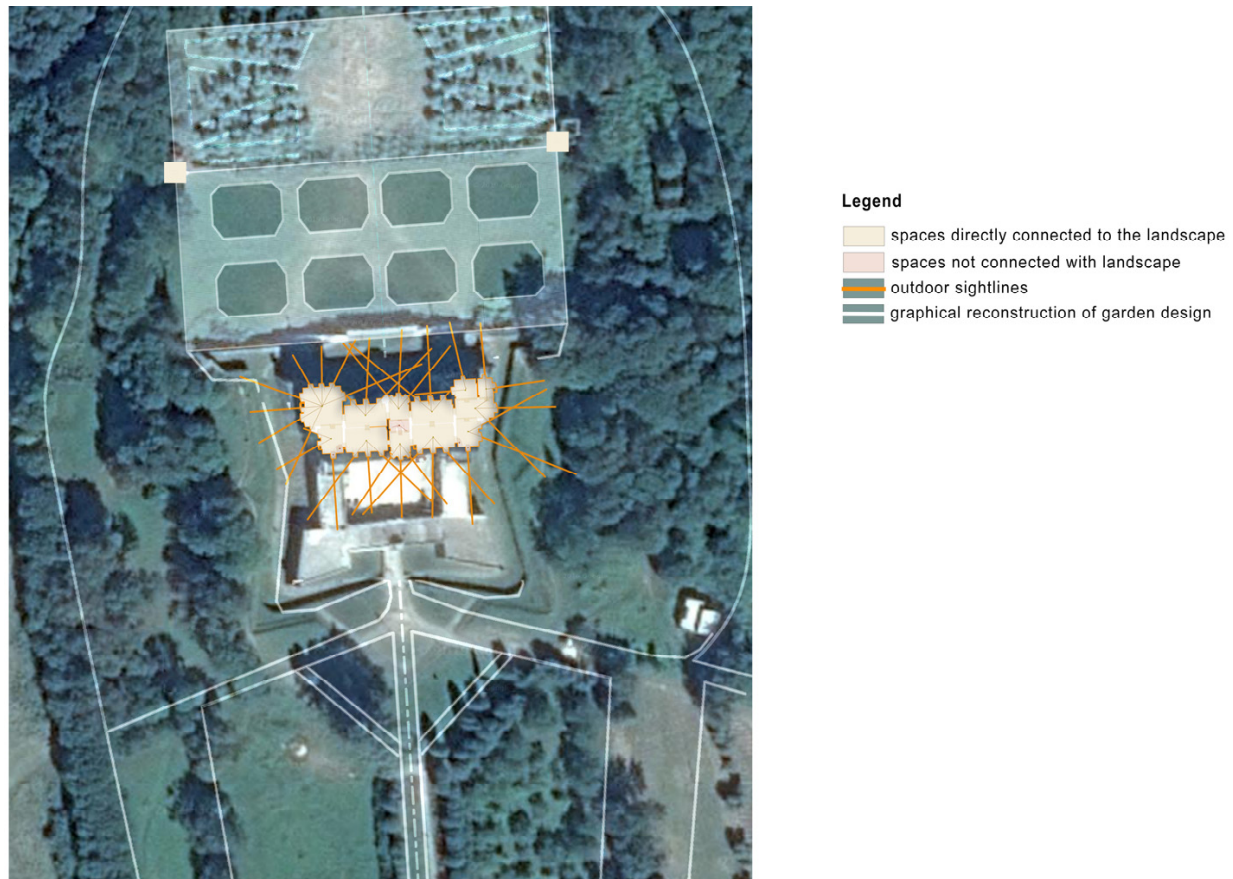 Legend
spaces directly connected to the landscape
spaces not connected with landscape
outdoor sightlines
graphical reconstruction of garden design